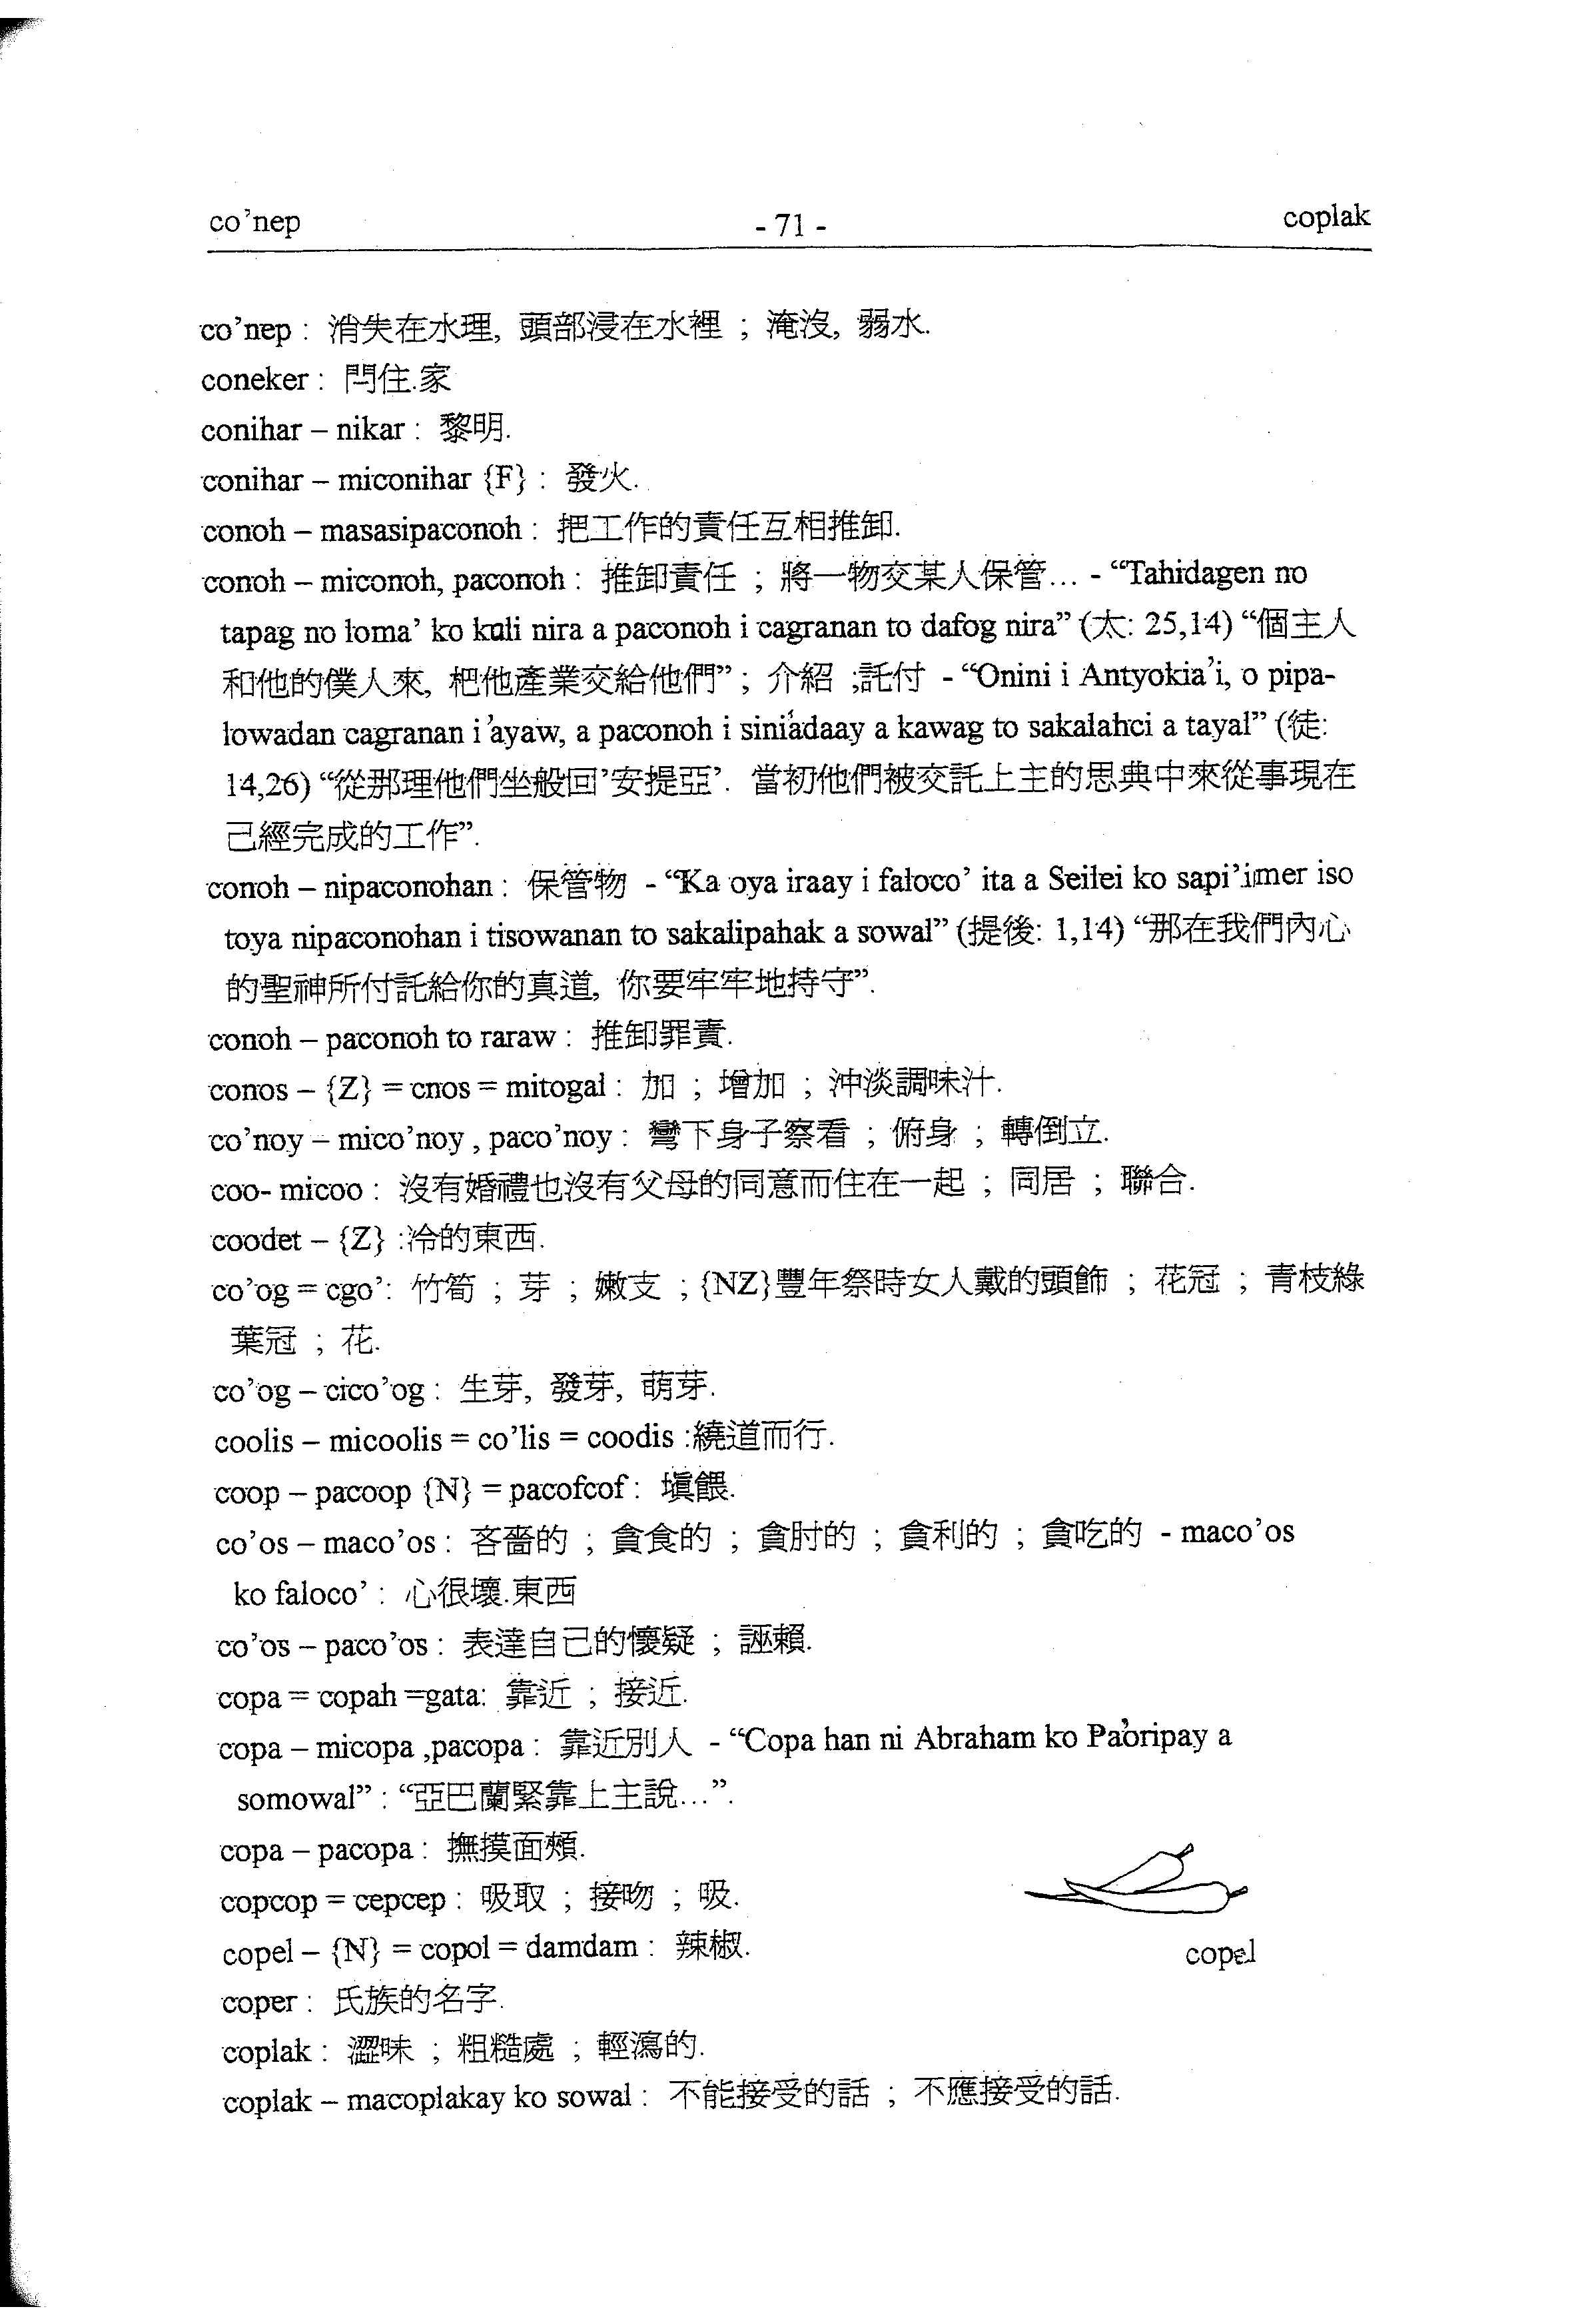 co’nep - 71 - coplak
co’nep : 消失在水理, 頭部浸在水裡 ; 淹沒, 弱水.
coneker : 閂住.家
conihar – nikar : 黎明.
conihar – miconihar {F} : 發火.
conoh – masasipaconoh : 把工作的責任互相推卸.
conoh – miconoh, paconoh : 推卸責任 ; 將一物交某人保管... - “Tahidagen no
tapag no loma’ ko kuli nira a paconoh i cagranan to dafog nira” (太: 25,14) “個主人
和他的僕人來, 把他產業交給他們” ; 介紹 ;託付 - “Onini i Antyokia’i, o pipa-
lowadan cagranan i ’ayaw, a paconoh i sini’adaay a kawag to sakalahci a tayal” (徒:
14,26) “從那理他們坐般回’安提亞’. 當初他們被交託上主的思典中來從事現在
己經完成的工作”.
conoh – nipaconohan : 保管物 - “Ka oya iraay i faloco’ ita a Seilei ko sapi’imer iso
toya nipaconohan i tisowanan to sakalipahak a sowal” (提後: 1,14) “那在我們內心
的聖神所付託給你的真道, 你要牢牢地持守”.
conoh – paconoh to raraw : 推卸罪責.
conos – {Z} = cnos = mitogal : 加 ; 增加 ; 沖淡調味汁.
co’noy – mico’noy , paco’noy : 彎下身子察看 ; 俯身 ; 轉倒立.
coo- micoo : 沒有婚禮也沒有父母的同意而住在一起 ; 同居 ; 聯合.
coodet – {Z} :冷的東西.
co’og = cgo’: 竹筍 ; 芽 ; 嫩支 ; {NZ}豐年祭時女人戴的頭飾 ; 花冠 ; 青枝綠
葉冠 ; 花.
co’og – cico’og : 生芽, 發芽, 萌芽.
coolis – micoolis = co’lis = coodis :繞道而行.
coop – pacoop {N} = pacofcof : 填餵.
co’os – maco’os : 吝嗇的 ; 貪食的 ; 貪肘的 ; 貪利的 ; 貪吃的 - maco’os
ko faloco’ : 心很壞.東西
co’os – paco’os : 表達自己的懷疑 ; 誣賴.
copa = copah =gata: 靠近 ; 接近.
copa – micopa ,pacopa : 靠近別人 - “Copa han ni Abraham ko Pa’oripay a
somowal” : “亞巴蘭緊靠上主說...”.
copa – pacopa : 撫摸面頰.
copcop = cepcep : 吸取 ; 接吻 ; 吸.
copel – {N} = copol = damdam : 辣椒.
copel
coper : 氏族的名字.
coplak : 澀味 ; 粗糙處 ; 輕瀉的.
coplak – macoplakay ko sowal : 不能接受的話 ; 不應接受的話.